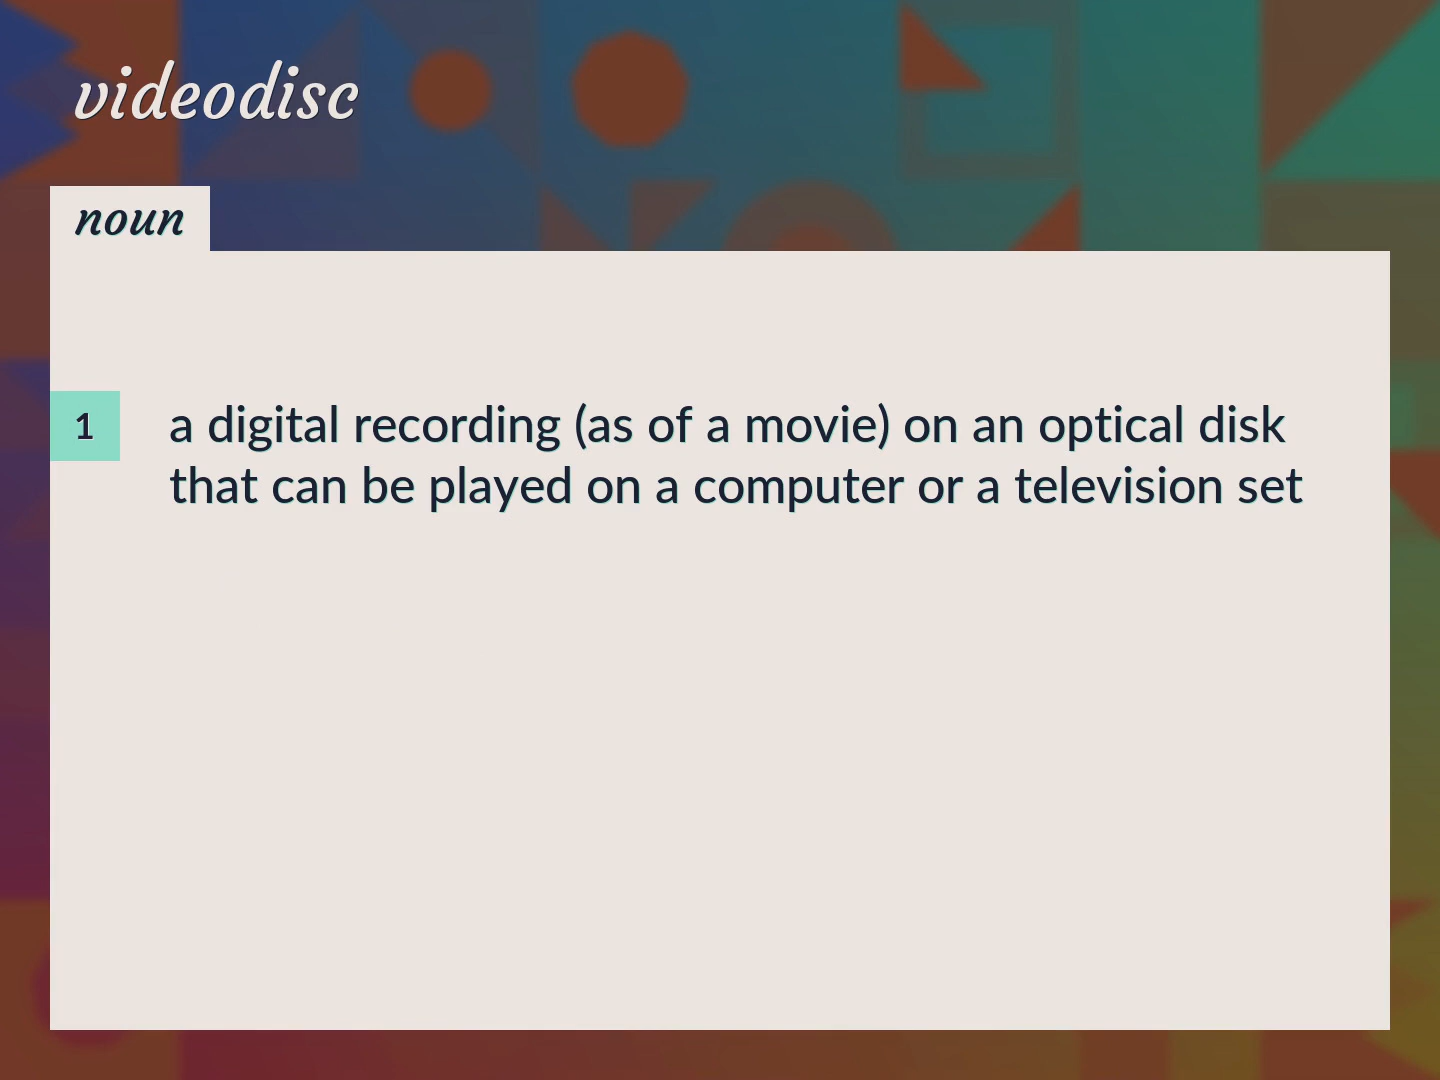 videodisc
noun
1
a digital recording (as of a movie) on an optical disk
that can be played on a computer or a television set